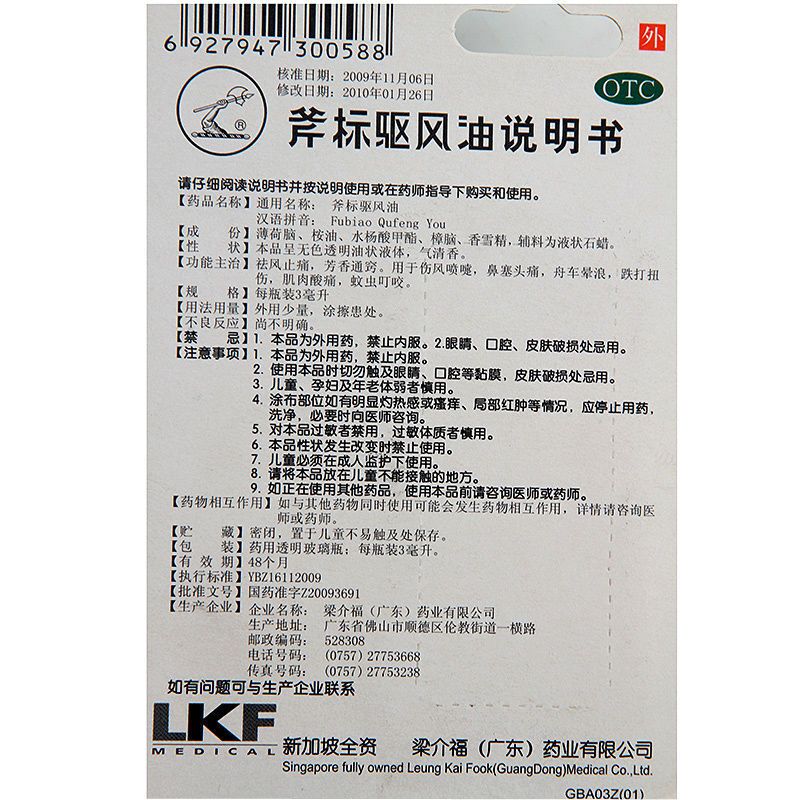 6 927947 300588
外
核准日期：2009年11月06日
修改日期：2010年01月26日
OTC
®
斧标驱风油说明书
请仔细阅读说明书并按说明使用或在药师指导下购买和使用。
【药品名称】通用名称： 斧标驱风油
汉语拼音： Fubiao Qufeng You
【成 份】薄荷脑、桉油、水杨酸甲酯、樟脑、香雪精，辅料为液状石蜡。
【性 状】本品呈无色透明油状液体，气清香。
【功能主治】祛风止痛，芳香通窍。用于伤风喷嚏，鼻塞头痛，舟车晕浪，跌打扭
伤，肌肉酸痛，蚊虫叮咬。
【规 格】每瓶装3毫升
【用法用量】外用少量，涂擦患处。
【不良反应】尚不明确。
【禁 忌】1. 本品为外用药，禁止内服。2.眼睛、口腔、皮肤破损处忌用。
【注意事项】1. 本品为外用药，禁止内服。
2. 使用本品时切勿触及眼睛、口腔等黏膜，皮肤破损处忌用。
3. 儿童、孕妇及年老体弱者慎用。
4. 涂布部位如有明显灼热感或瘙痒、局部红肿等情况，应停止用药，
洗净，必要时向医师咨询。
5. 对本品过敏者禁用，过敏体质者慎用。
6. 本品性状发生改变时禁止使用。
7. 儿童必须在成人监护下使用。
8. 请将本品放在儿童不能接触的地方。
9. 如正在使用其他药品，使用本品前请咨询医师或药师。
【药物相互作用】如与其他药物同时使用可能会发生药物相互作用，详情请咨询医
师或药师。
【贮 藏】密闭，置于儿童不易触及处保存。
【包 装】药用透明玻璃瓶；每瓶装3毫升。
【有 效 期】48个月
【执行标准】YBZ16112009
【批准文号】国药准字Z20093691
【生产企业】企业名称： 梁介福（广东）药业有限公司
生产地址： 广东省佛山市顺德区伦教街道一横路
邮政编码： 528308
电话号码： (0757) 27753668
传真号码： (0757) 27753238
如有问题可与生产企业联系
LKF
MEDICAL
新加坡全资 梁介福（广东）药业有限公司
Singapore fully owned Leung Kai Fook(GuangDong)Medical Co.,Ltd.
GBA03Z(01)